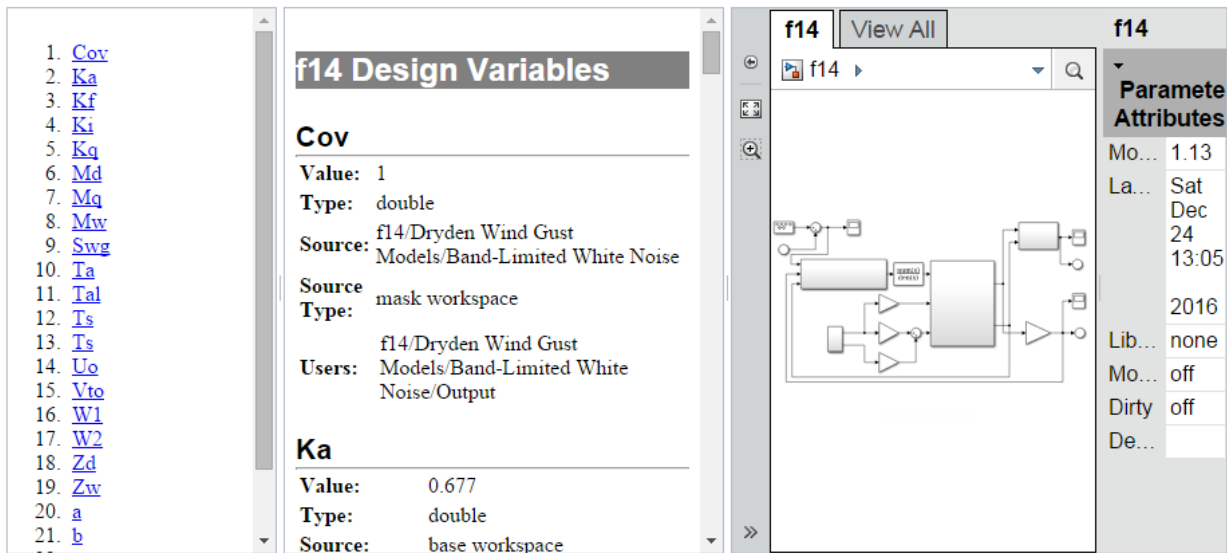 1. Cov
2. Ka
3. Kf
4. Ki
5. Kq
6. Md
7. Mq
8. Mw
9. Swg
10. Ta
11. Tal
12. Ts
13. Ts
14. Uo
15. Vto
16. W1
17. W2
18. Zd
19. Zw
20. a
21. b
f14 Design Variables
Cov
Value: 1
Type: double
Source: f14/Dryden Wind Gust
Models/Band-Limited White Noise
Source
Type: mask workspace
Users: f14/Dryden Wind Gust
Models/Band-Limited White
Noise/Output
Ka
Value: 0.677
Type: double
Source: base workspace
f14 View All
f14
f14
Paramete
Attributes
Mo... 1.13
La... Sat
Dec
24
13:05
2016
Lib... none
Mo... off
Dirty off
De...